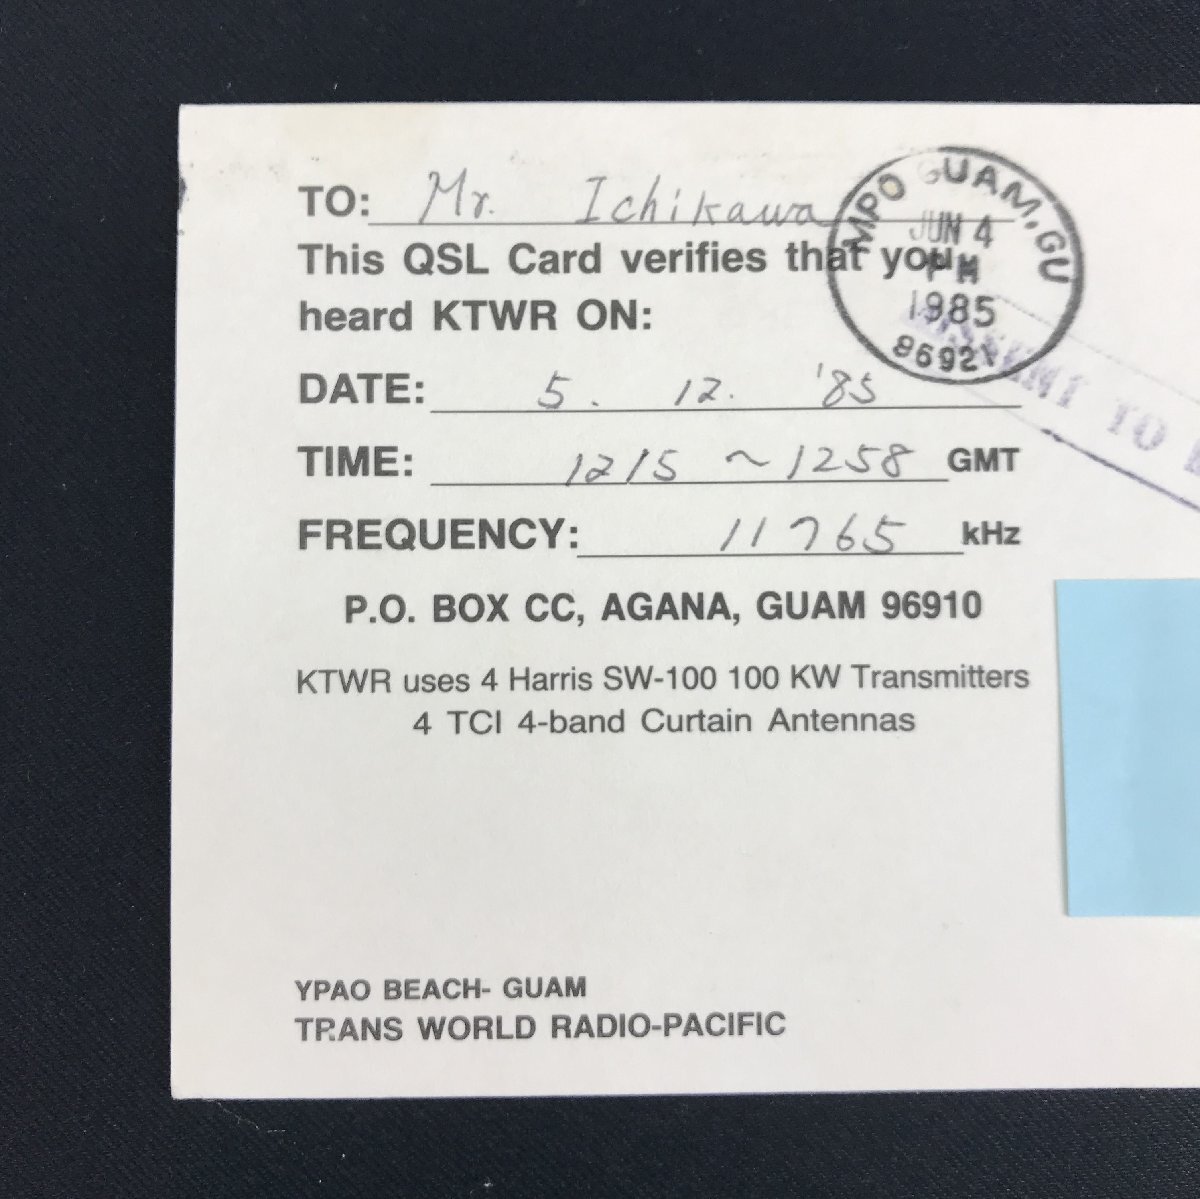 TO: Mr. Ichikawa
This QSL Card verifies that you
heard KTWR ON:
DATE: 5. 12. '85
TIME: 1215 ~ 1258 GMT
FREQUENCY: 11765 kHz
P.O. BOX CC, AGANA, GUAM 96910
KTWR uses 4 Harris SW-100 100 KW Transmitters
4 TCI 4-band Curtain Antennas
YPAO BEACH- GUAM
TRANS WORLD RADIO-PACIFIC
MPO GUAM, GU
JUN 4
PM
1985
96921
MISSENT TO